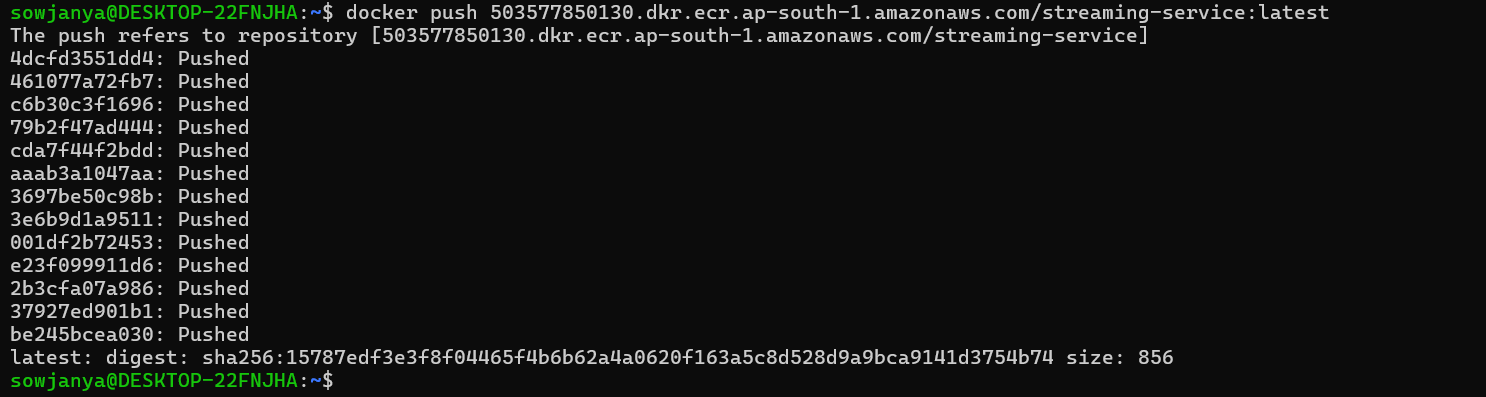 sowjanya@DESKTOP-22FNJHA:~$ docker push 503577850130.dkr.ecr.ap-south-1.amazonaws.com/streaming-service:latest
The push refers to repository [503577850130.dkr.ecr.ap-south-1.amazonaws.com/streaming-service]
4dcfd3551dd4: Pushed
461077a72fb7: Pushed
c6b30c3f1696: Pushed
79b2f47ad444: Pushed
cda7f44f2bdd: Pushed
aaab3a1047aa: Pushed
3697be50c98b: Pushed
3e6b9d1a9511: Pushed
001df2b72453: Pushed
e23f099911d6: Pushed
2b3cfa07a986: Pushed
37927ed901b1: Pushed
be245bcea030: Pushed
latest: digest: sha256:15787edf3e3f8f04465f4b6b62a4a0620f163a5c8d528d9a9bca9141d3754b74 size: 856
sowjanya@DESKTOP-22FNJHA:~$